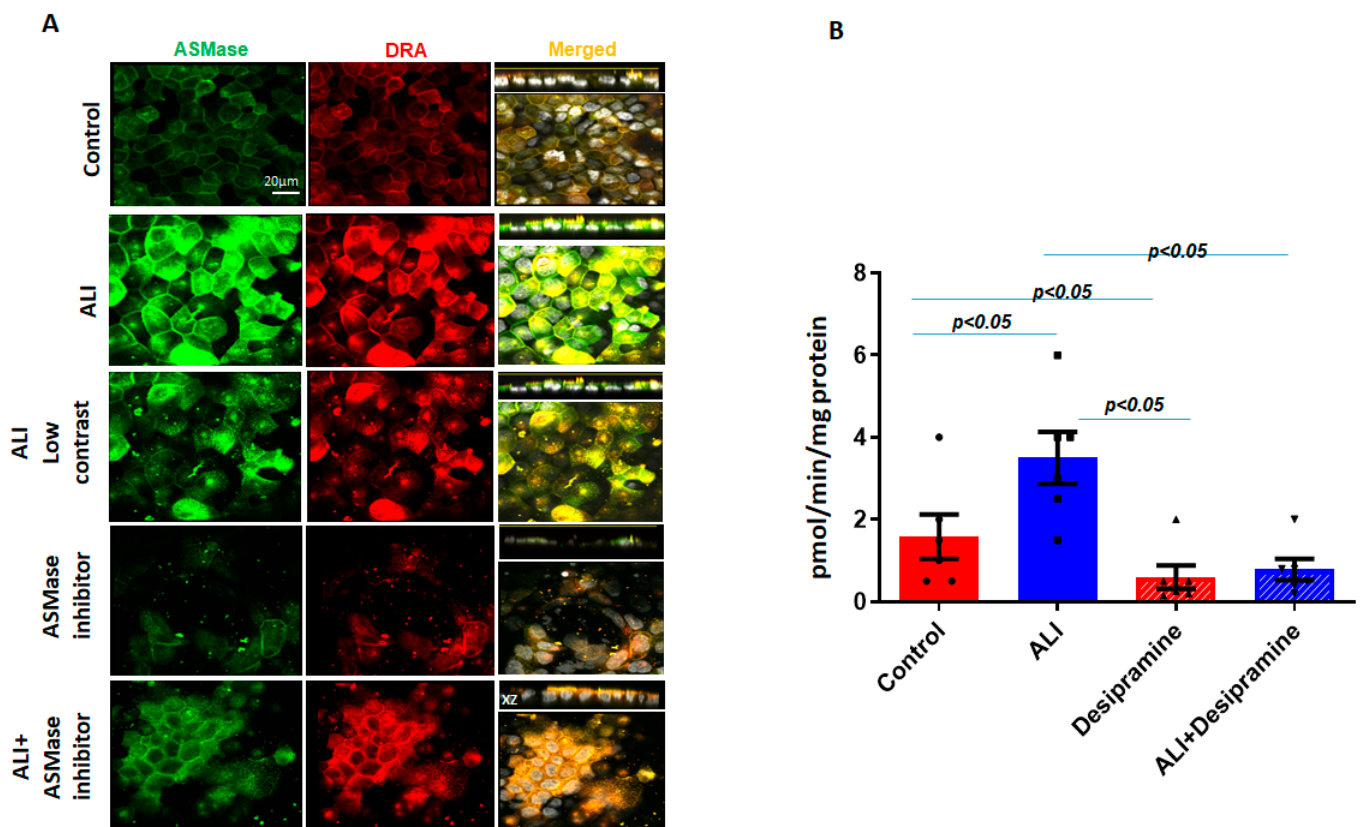 A
ASMase
DRA
Merged
Control
20µm
ALI
ALI
Low
contrast
ASMase
inhibitor
ALI+
ASMase
inhibitor
XZ
B
p<0.05
p<0.05
p<0.05
p<0.05
pmol/min/mg protein
8
6
4
2
0
Control
ALI
Desipramine
ALI+Desipramine